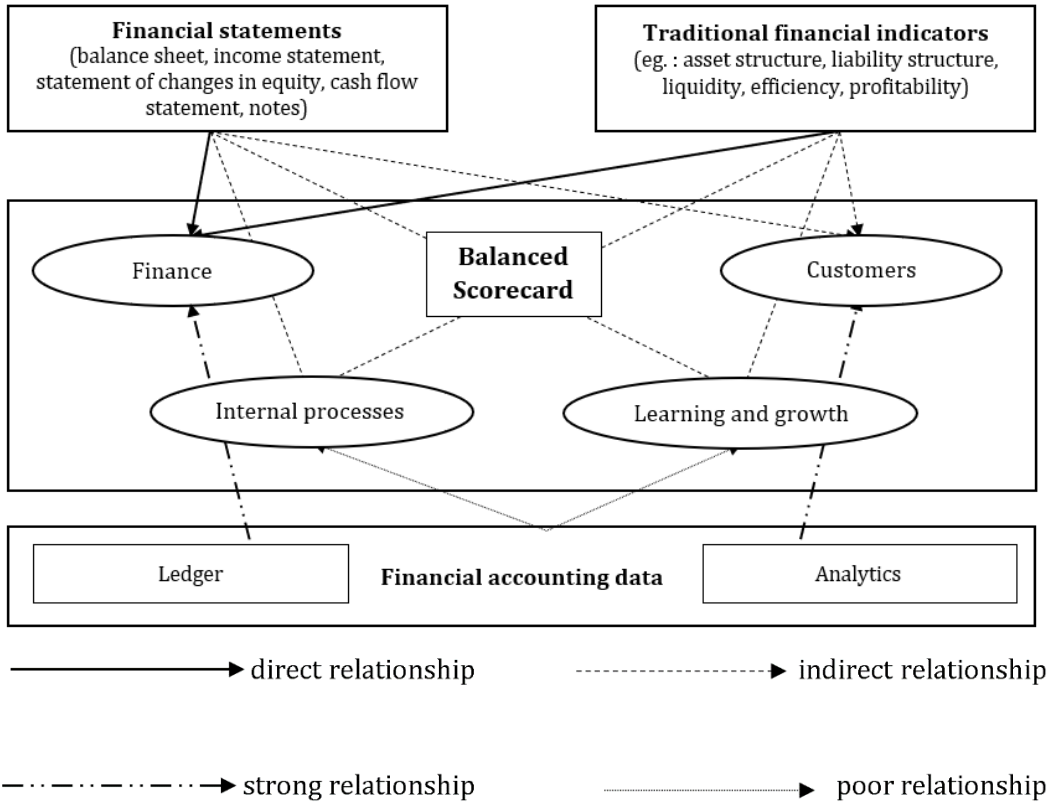 Financial statements
(balance sheet, income statement,
statement of changes in equity, cash flow
statement, notes)
Traditional financial indicators
(eg. : asset structure, liability structure,
liquidity, efficiency, profitability)
Finance
Balanced
Scorecard
Customers
Internal processes
Learning and growth
Ledger
Financial accounting data
Analytics
direct relationship
indirect relationship
strong relationship
poor relationship